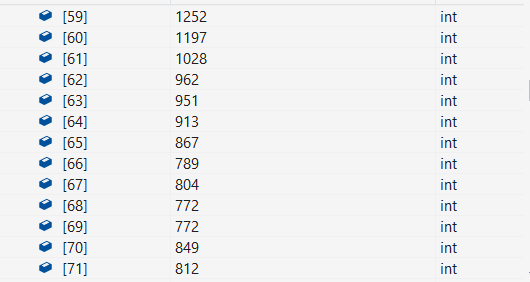 [59] 1252 int
[60] 1197 int
[61] 1028 int
[62] 962 int
[63] 951 int
[64] 913 int
[65] 867 int
[66] 789 int
[67] 804 int
[68] 772 int
[69] 772 int
[70] 849 int
[71] 812 int